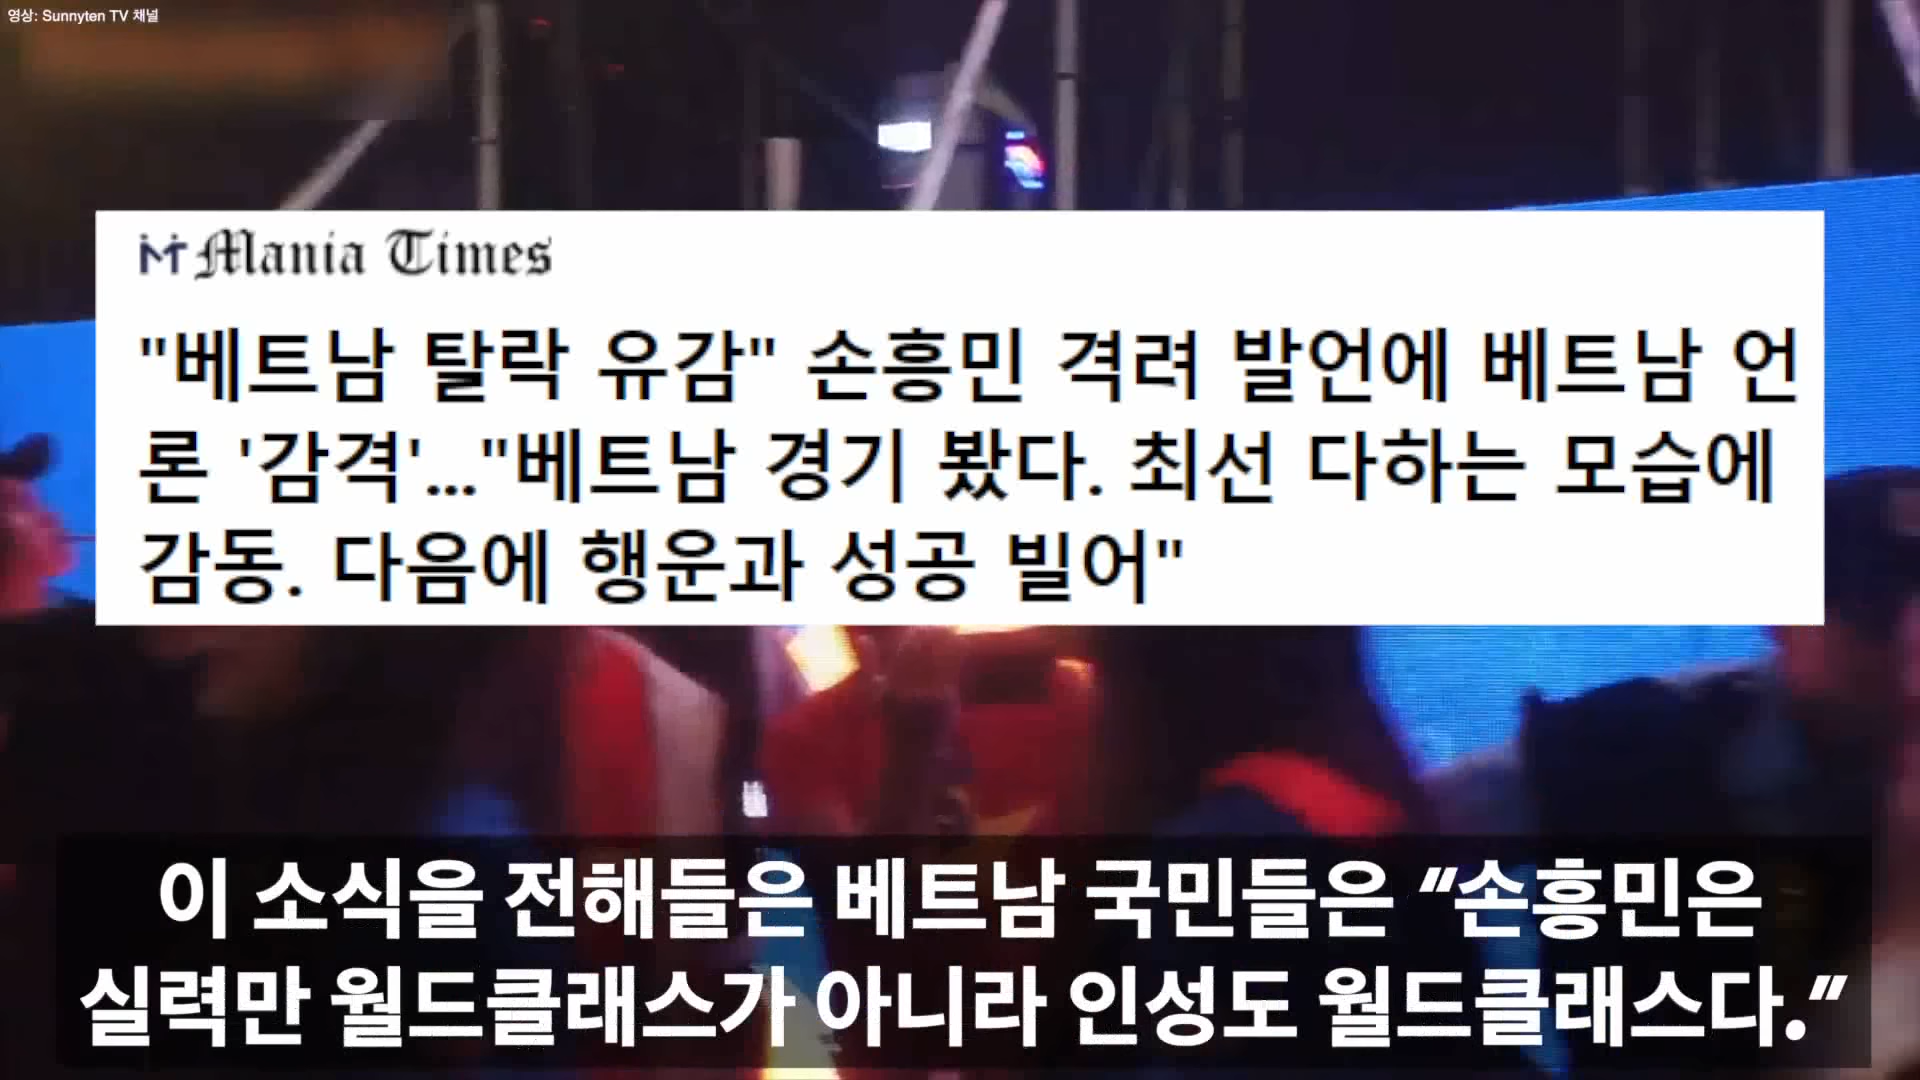 영상: Sunnyten TV 채널
MT Mania Times
"베트남 탈락 유감" 손흥민 격려 발언에 베트남 언
론 '감격'..."베트남 경기 봤다. 최선 다하는 모습에
감동. 다음에 행운과 성공 빌어"
이 소식을 전해들은 베트남 국민들은 “손흥민은
실력만 월드클래스가 아니라 인성도 월드클래스다.“